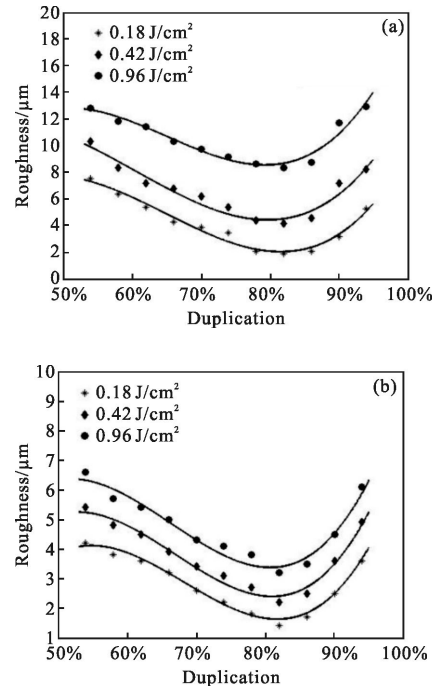 20
18
16
14
12
10
8
6
4
2
0
Roughness/μm
(a)
0.18 J/cm²
0.42 J/cm²
0.96 J/cm²
50% 60% 70% 80% 90% 100%
Duplication
10
9
8
7
6
5
4
3
2
1
Roughness/μm
(b)
0.18 J/cm²
0.42 J/cm²
0.96 J/cm²
50% 60% 70% 80% 90% 100%
Duplication